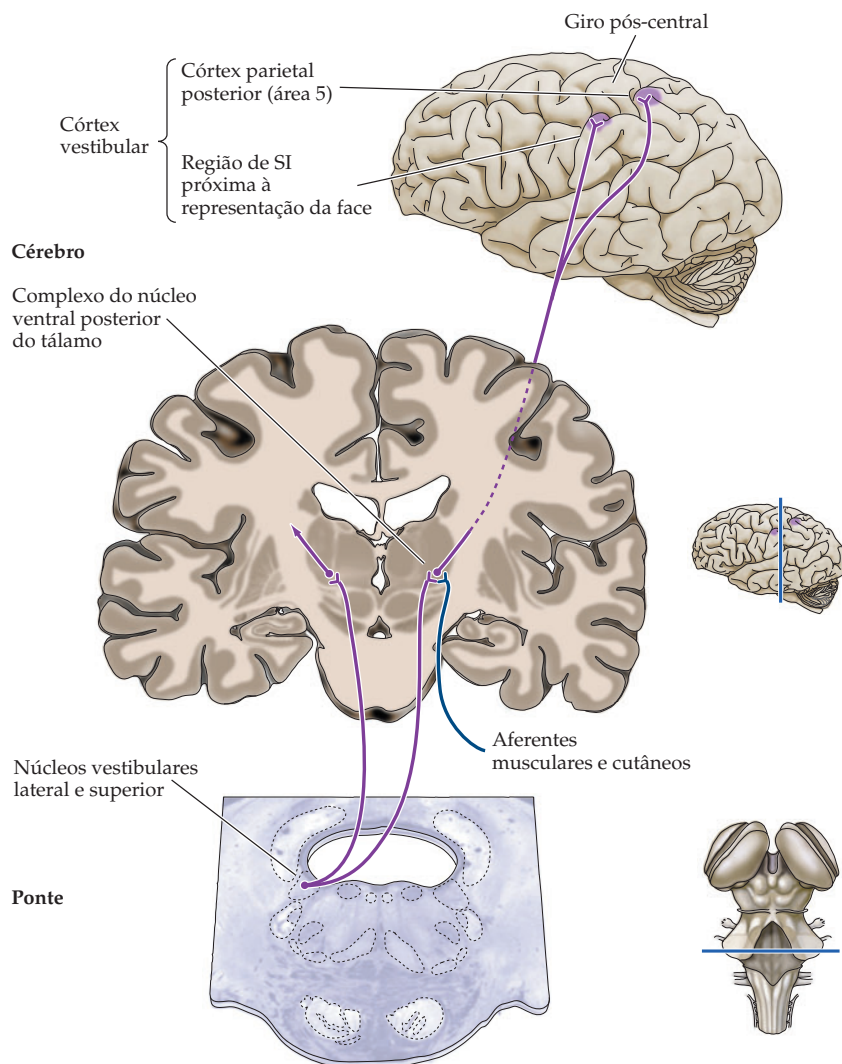 Giro pós-central
Córtex parietal
posterior (área 5)
Córtex
vestibular
Região de SI
próxima à
representação da face
Cérebro
Complexo do núcleo
ventral posterior
do tálamo
Aferentes
musculares e cutâneos
Núcleos vestibulares
lateral e superior
Ponte